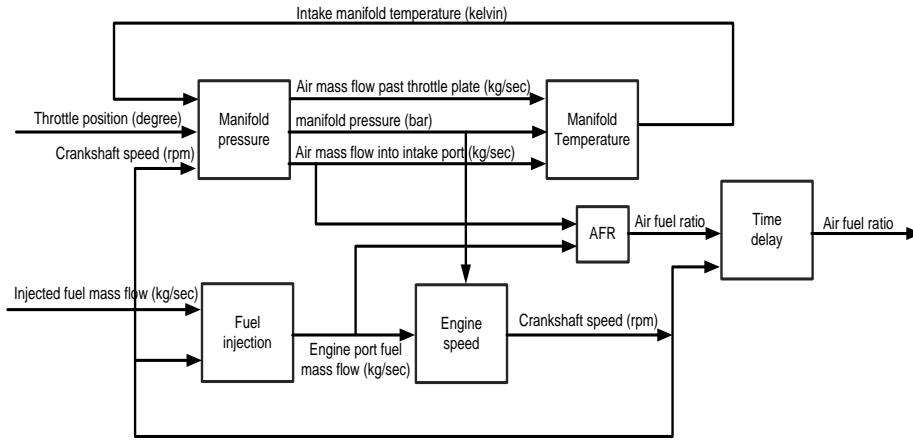 Intake manifold temperature (kelvin)
Air mass flow past throttle plate (kg/sec)
Throttle position (degree)
Manifold
pressure
manifold pressure (bar)
Manifold
Temperature
Crankshaft speed (rpm)
Air mass flow into intake port (kg/sec)
AFR
Air fuel ratio
Time
delay
Air fuel ratio
Injected fuel mass flow (kg/sec)
Fuel
injection
Engine port fuel
mass flow (kg/sec)
Engine
speed
Crankshaft speed (rpm)